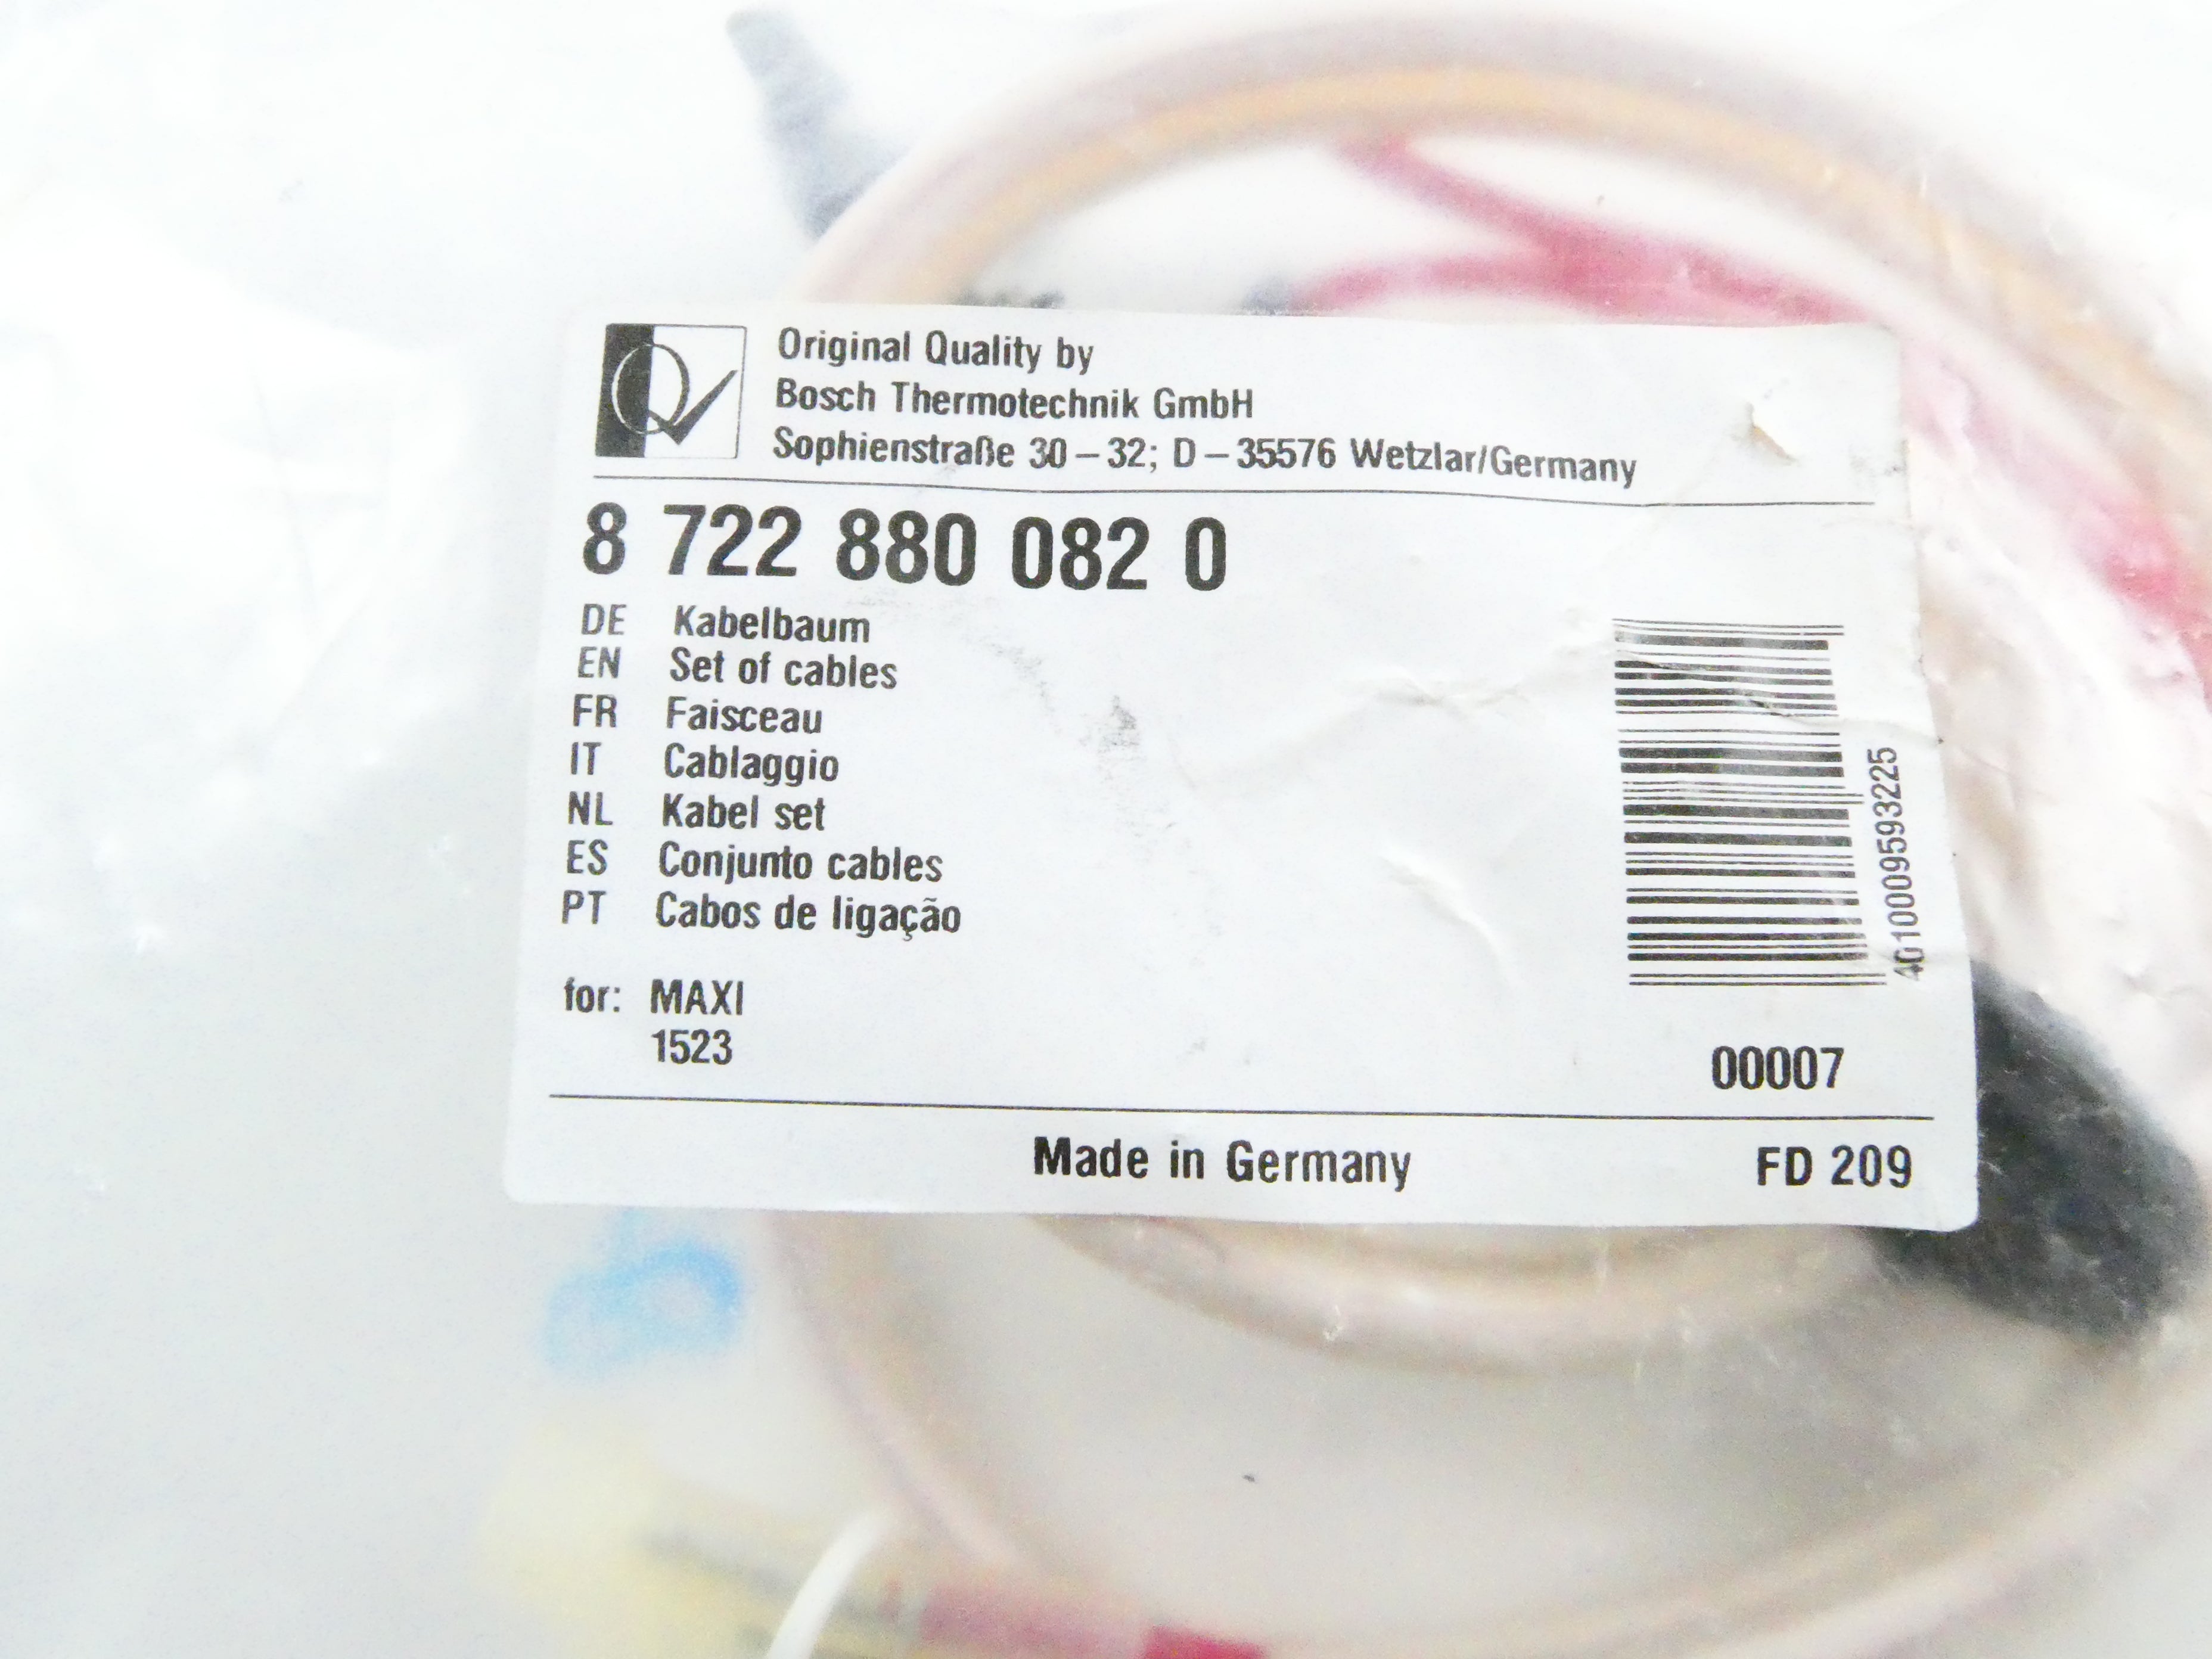 Original Quality by
Bosch Thermotechnik GmbH
Sophienstraße 30 – 32; D – 35576 Wetzlar/Germany
8 722 880 082 0
DE Kabelbaum
EN Set of cables
FR Faisceau
IT Cablaggio
NL Kabel set
ES Conjunto cables
PT Cabos de ligação
for: MAXI
1523
4010009593225
00007
Made in Germany FD 209